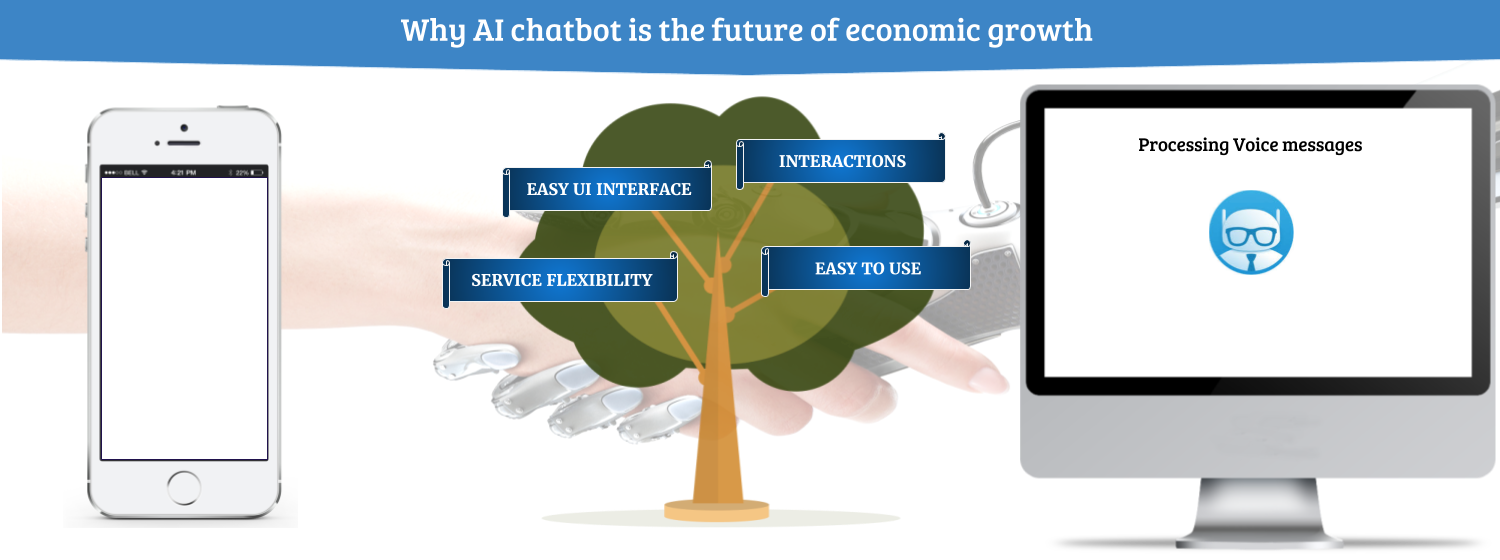 Why AI chatbot is the future of economic growth
BELL 4:21 PM 22%
INTERACTIONS
EASY UI INTERFACE
EASY TO USE
SERVICE FLEXIBILITY
Processing Voice messages